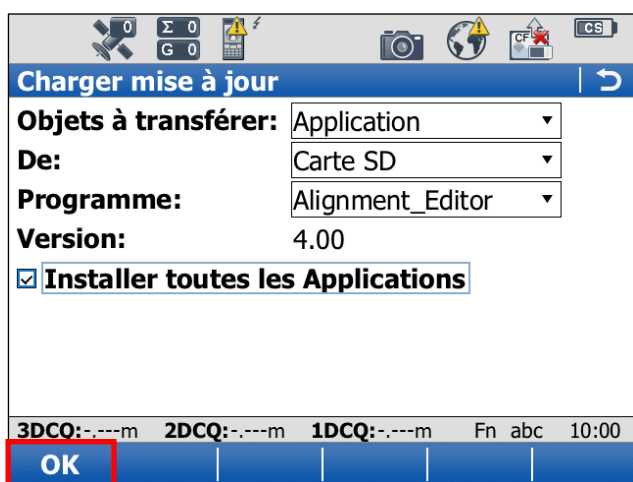 0 Σ 0 CS
G 0 CF
Charger mise à jour
Objets à transférer: Application
De: Carte SD
Programme: Alignment_Editor
Version: 4.00
Installer toutes les Applications
3DCQ:-.---m 2DCQ:-.---m 1DCQ:-.---m Fn abc 10:00
OK